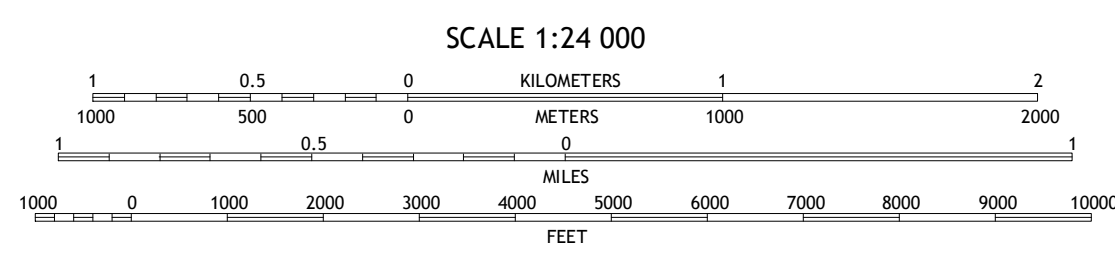 SCALE 1:24 000
1 0.5 0 KILOMETERS 1 2
1000 500 0 METERS 1000 2000
1 0.5 0 1
MILES
1000 0 1000 2000 3000 4000 5000 6000 7000 8000 9000 10000
FEET